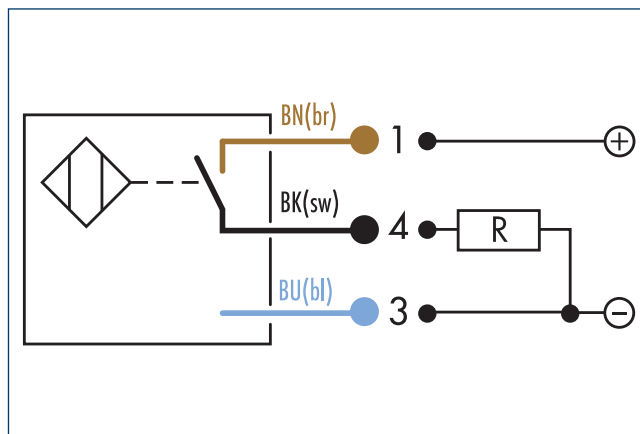 BN(br) 1 +
BK(sw) 4 R
BU(bl) 3 −